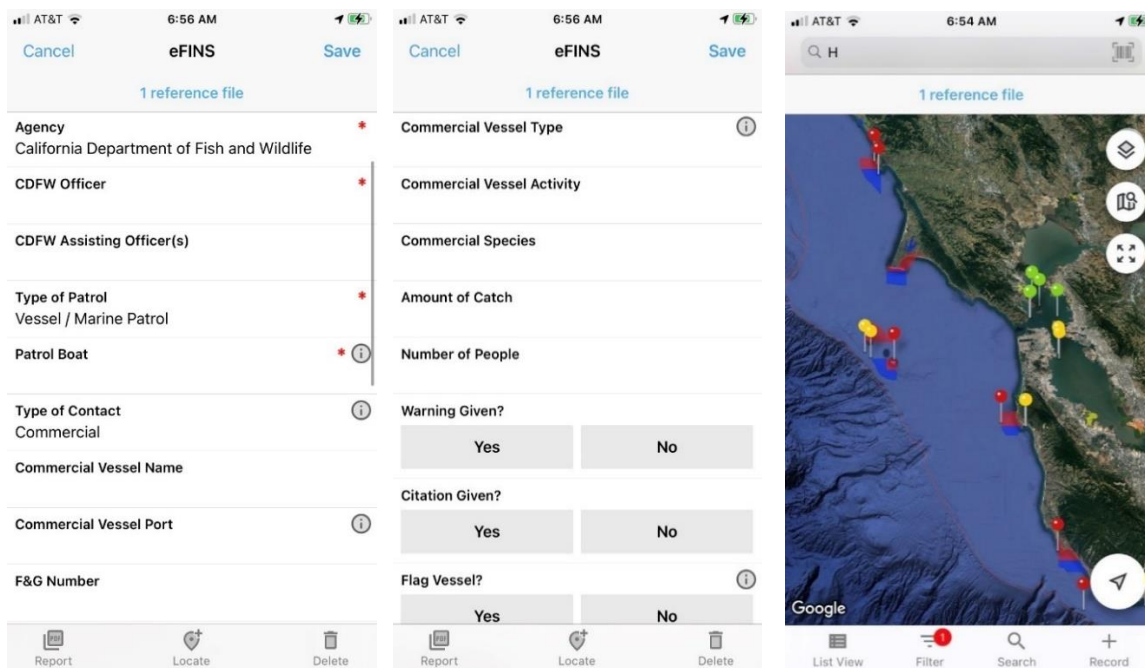 AT&T 6:56 AM
Cancel eFINS Save
1 reference file
Agency *
California Department of Fish and Wildlife
CDFW Officer *
CDFW Assisting Officer(s)
Type of Patrol *
Vessel / Marine Patrol
Patrol Boat *
Type of Contact
Commercial
Commercial Vessel Name
Commercial Vessel Port
F&G Number
Report Locate Delete
AT&T 6:56 AM
Cancel eFINS Save
1 reference file
Commercial Vessel Type
Commercial Vessel Activity
Commercial Species
Amount of Catch
Number of People
Warning Given?
Yes No
Citation Given?
Yes No
Flag Vessel?
Yes No
Report Locate Delete
AT&T 6:54 AM
H
1 reference file
Google
1
List View Filter Search Record